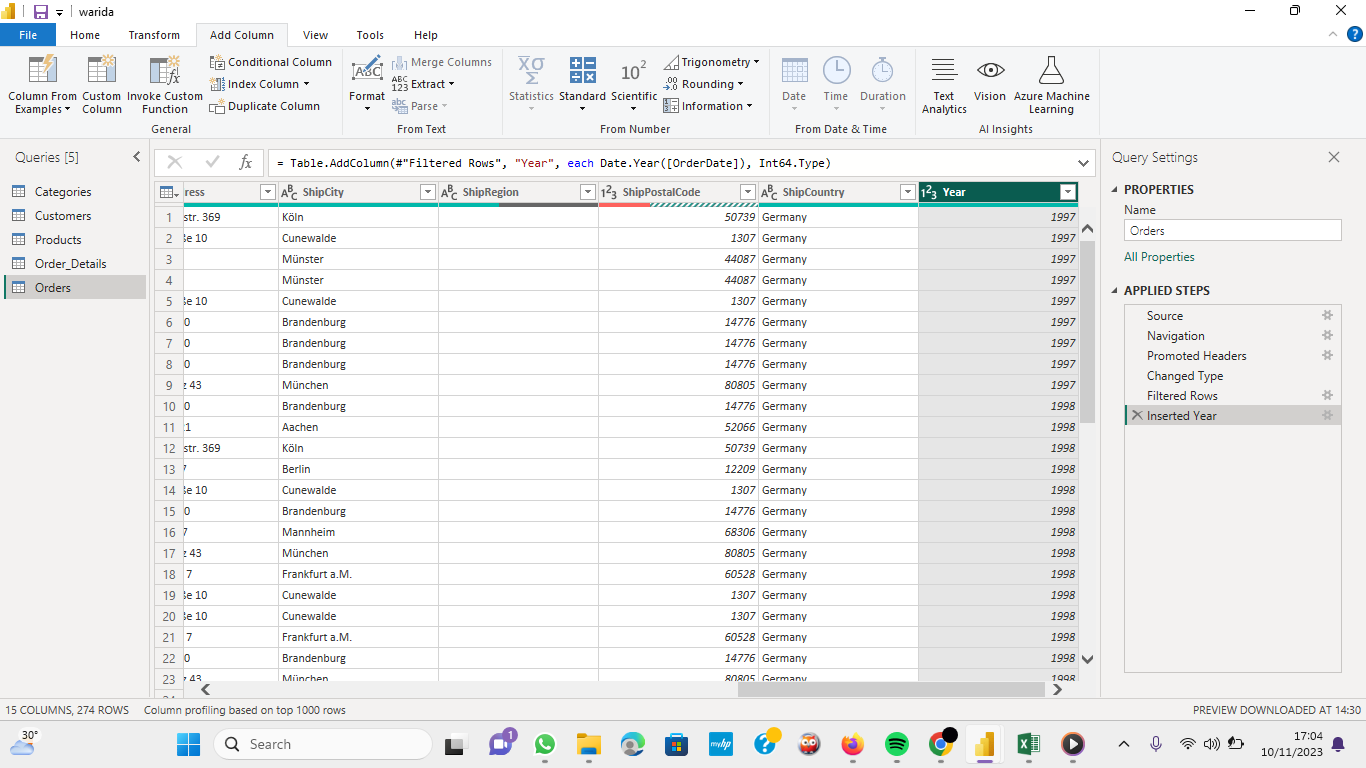 warida
File Home Transform Add Column View Tools Help
Column From Examples
Custom Column
Invoke Custom Function
Conditional Column
Index Column
Duplicate Column
General
Format
Merge Columns
Extract
Parse
From Text
Statistics
Standard
Scientific
Trigonometry
Rounding
Information
From Number
Date
Time
Duration
From Date & Time
Text Analytics
Vision
Azure Machine Learning
AI Insights
Queries [5]
Categories
Customers
Products
Order_Details
Orders
= Table.AddColumn(#"Filtered Rows", "Year", each Date.Year([OrderDate]), Int64.Type)
ress ShipCity ShipRegion ShipPostalCode ShipCountry Year
1 str. 369 Köln 50739 Germany 1997
2 ße 10 Cunewalde 1307 Germany 1997
3 Münster 44087 Germany 1997
4 Münster 44087 Germany 1997
5 ße 10 Cunewalde 1307 Germany 1997
6 0 Brandenburg 14776 Germany 1997
7 0 Brandenburg 14776 Germany 1997
8 0 Brandenburg 14776 Germany 1997
9 z 43 München 80805 Germany 1997
10 0 Brandenburg 14776 Germany 1998
11 1 Aachen 52066 Germany 1998
12 str. 369 Köln 50739 Germany 1998
13 7 Berlin 12209 Germany 1998
14 ße 10 Cunewalde 1307 Germany 1998
15 0 Brandenburg 14776 Germany 1998
16 7 Mannheim 68306 Germany 1998
17 z 43 München 80805 Germany 1998
18 7 Frankfurt a.M. 60528 Germany 1998
19 ße 10 Cunewalde 1307 Germany 1998
20 ße 10 Cunewalde 1307 Germany 1998
21 7 Frankfurt a.M. 60528 Germany 1998
22 0 Brandenburg 14776 Germany 1998
23 z 43 München 80805 Germany 1998
Query Settings
PROPERTIES
Name
Orders
All Properties
APPLIED STEPS
Source
Navigation
Promoted Headers
Changed Type
Filtered Rows
Inserted Year
15 COLUMNS, 274 ROWS Column profiling based on top 1000 rows PREVIEW DOWNLOADED AT 14:30
30°
Search
1
myhp
17:04
10/11/2023